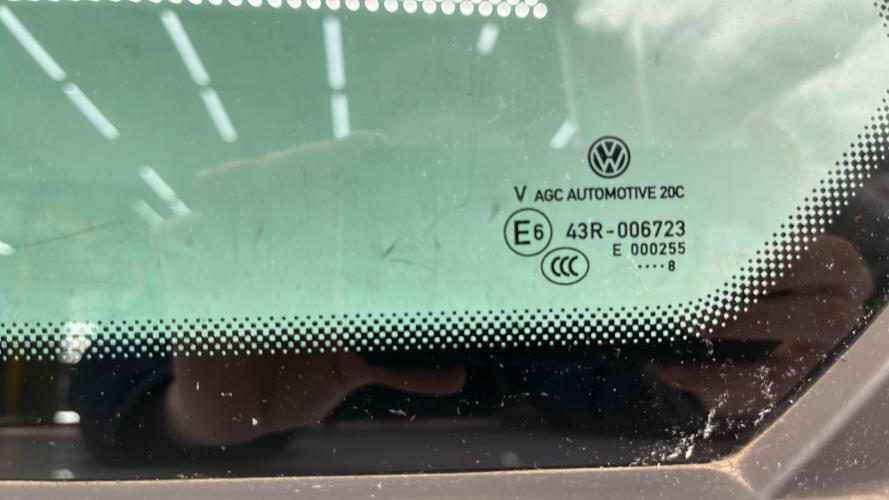 VW
V AGC AUTOMOTIVE 20C
E6 43R-006723
E 000255
CCC ····8